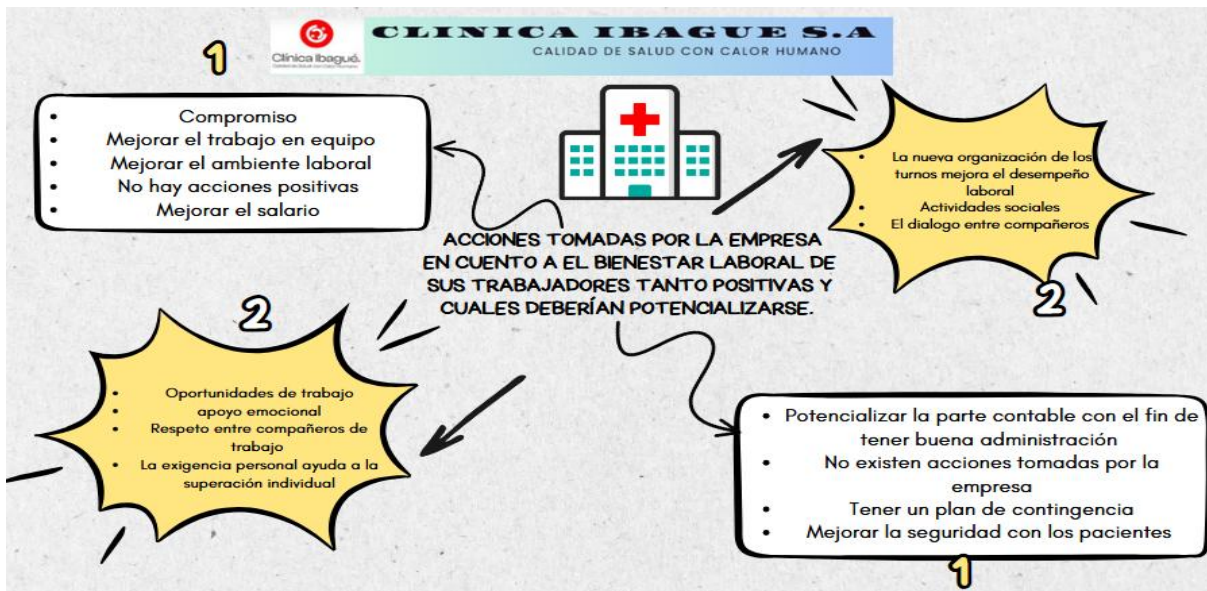 Clínica Ibagué.
CLINICA IBAGUE S.A
CALIDAD DE SALUD CON CALOR HUMANO
1
• Compromiso
• Mejorar el trabajo en equipo
• Mejorar el ambiente laboral
• No hay acciones positivas
• Mejorar el salario
• La nueva organización de los
turnos mejora el desempeño
laboral
• Actividades sociales
• El dialogo entre compañeros
2
ACCIONES TOMADAS POR LA EMPRESA
EN CUENTO A EL BIENESTAR LABORAL DE
SUS TRABAJADORES TANTO POSITIVAS Y
CUALES DEBERÍAN POTENCIALIZARSE.
2
• Oportunidades de trabajo
• apoyo emocional
• Respeto entre compañeros de
trabajo
• La exigencia personal ayuda a la
superación individual
• Potencializar la parte contable con el fin de
tener buena administración
• No existen acciones tomadas por la
empresa
• Tener un plan de contingencia
• Mejorar la seguridad con los pacientes
1